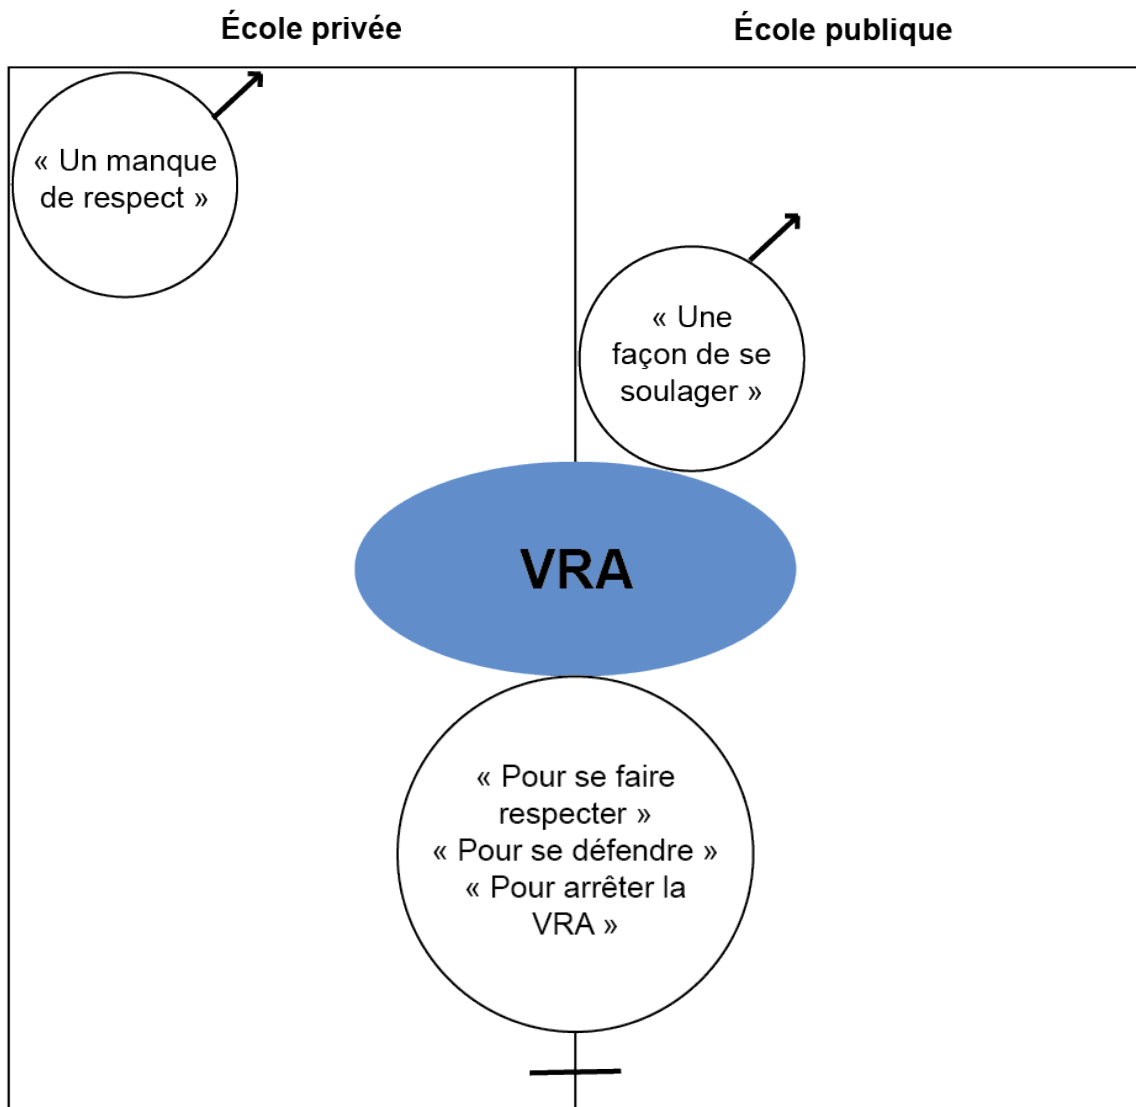 École privée
École publique
« Un manque
de respect »
« Une
façon de se
soulager »
VRA
« Pour se faire
respecter »
« Pour se défendre »
« Pour arrêter la
VRA »